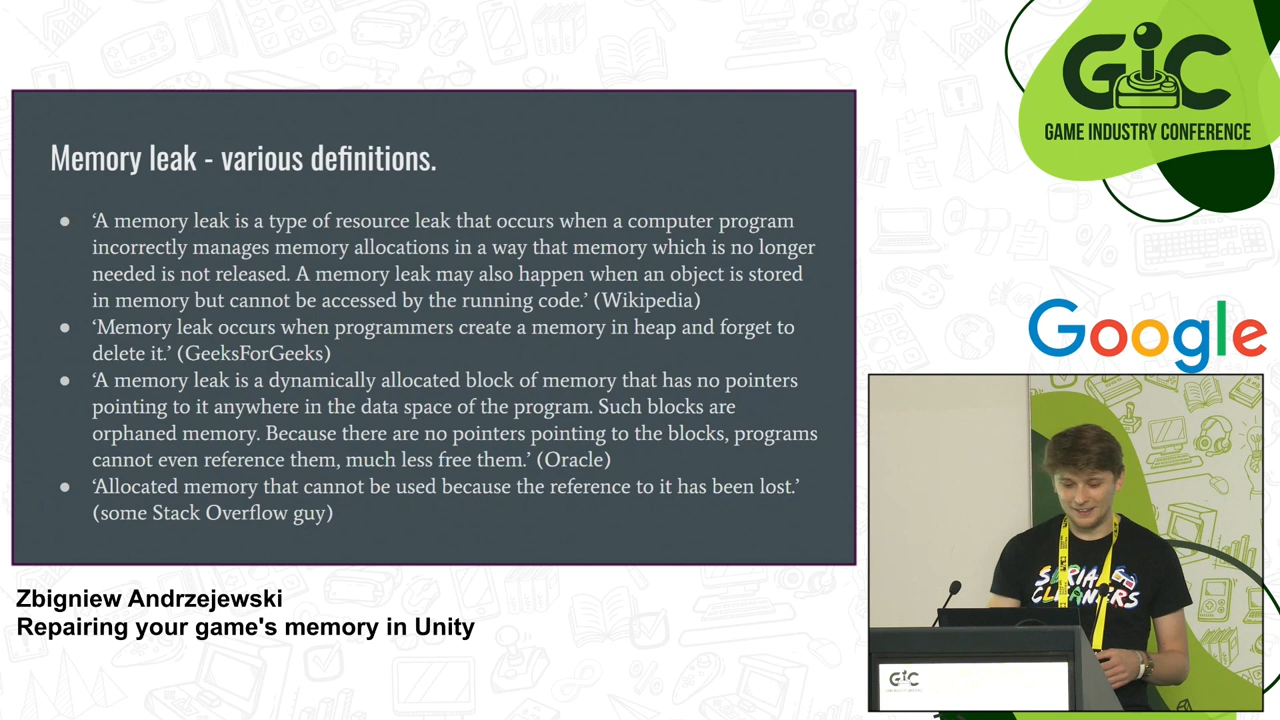 GiC
GAME INDUSTRY CONFERENCE
Memory leak - various definitions.
● ‘A memory leak is a type of resource leak that occurs when a computer program
incorrectly manages memory allocations in a way that memory which is no longer
needed is not released. A memory leak may also happen when an object is stored
in memory but cannot be accessed by the running code.’ (Wikipedia)
● ‘Memory leak occurs when programmers create a memory in heap and forget to
delete it.’ (GeeksForGeeks)
● ‘A memory leak is a dynamically allocated block of memory that has no pointers
pointing to it anywhere in the data space of the program. Such blocks are
orphaned memory. Because there are no pointers pointing to the blocks, programs
cannot even reference them, much less free them.’ (Oracle)
● ‘Allocated memory that cannot be used because the reference to it has been lost.’
(some Stack Overflow guy)
Google
SERIAL
CLEANERS
GiC
Zbigniew Andrzejewski
Repairing your game's memory in Unity